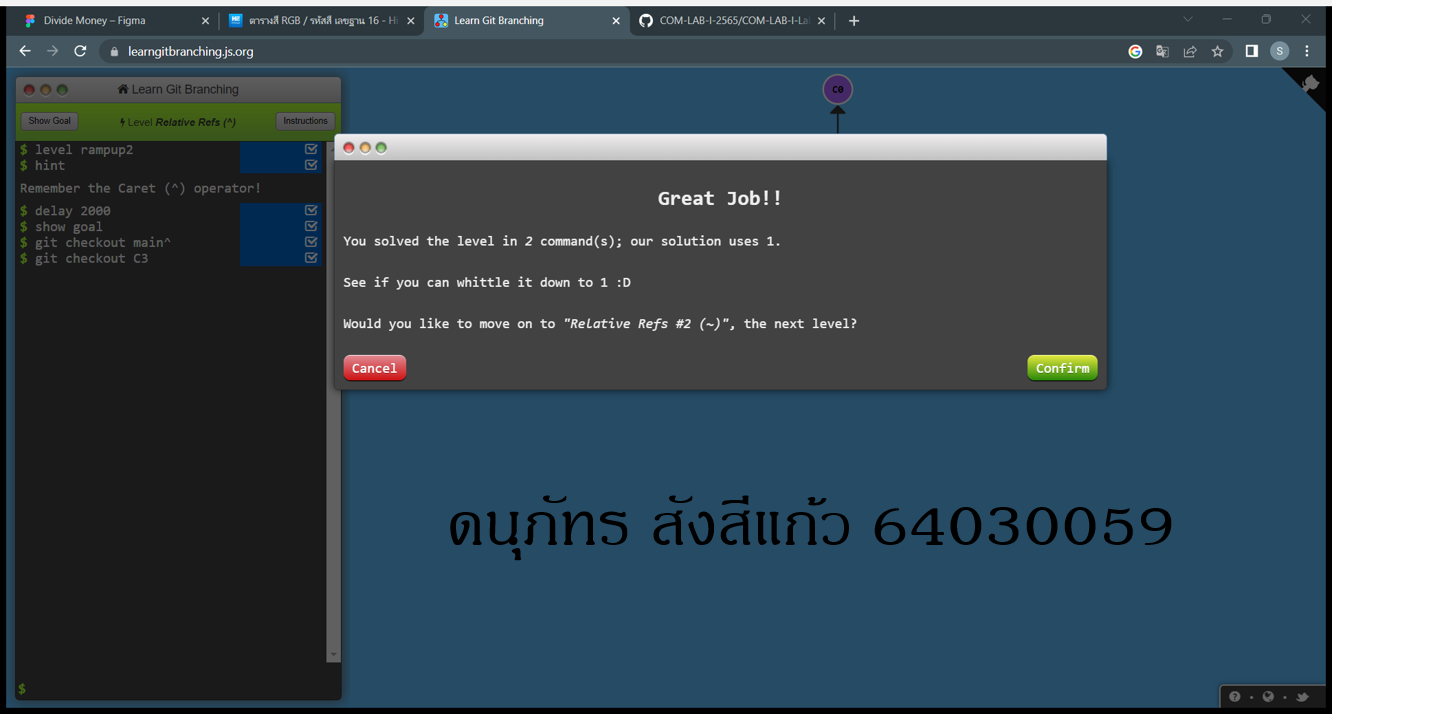 Divide Money – Figma
ตารางสี RGB / รหัสสี เลขฐาน 16 - Hi
Learn Git Branching
COM-LAB-I-2565/COM-LAB-I-La
learngitbranching.js.org
S
Learn Git Branching
Show Goal
Level Relative Refs (^)
Instructions
$ level rampup2
$ hint
Remember the Caret (^) operator!
$ delay 2000
$ show goal
$ git checkout main^
$ git checkout C3
$
ce
Great Job!!
You solved the level in 2 command(s); our solution uses 1.
See if you can whittle it down to 1 :D
Would you like to move on to "Relative Refs #2 (~)", the next level?
Cancel
Confirm
ดนุภัทร สังสีแก้ว 64030059